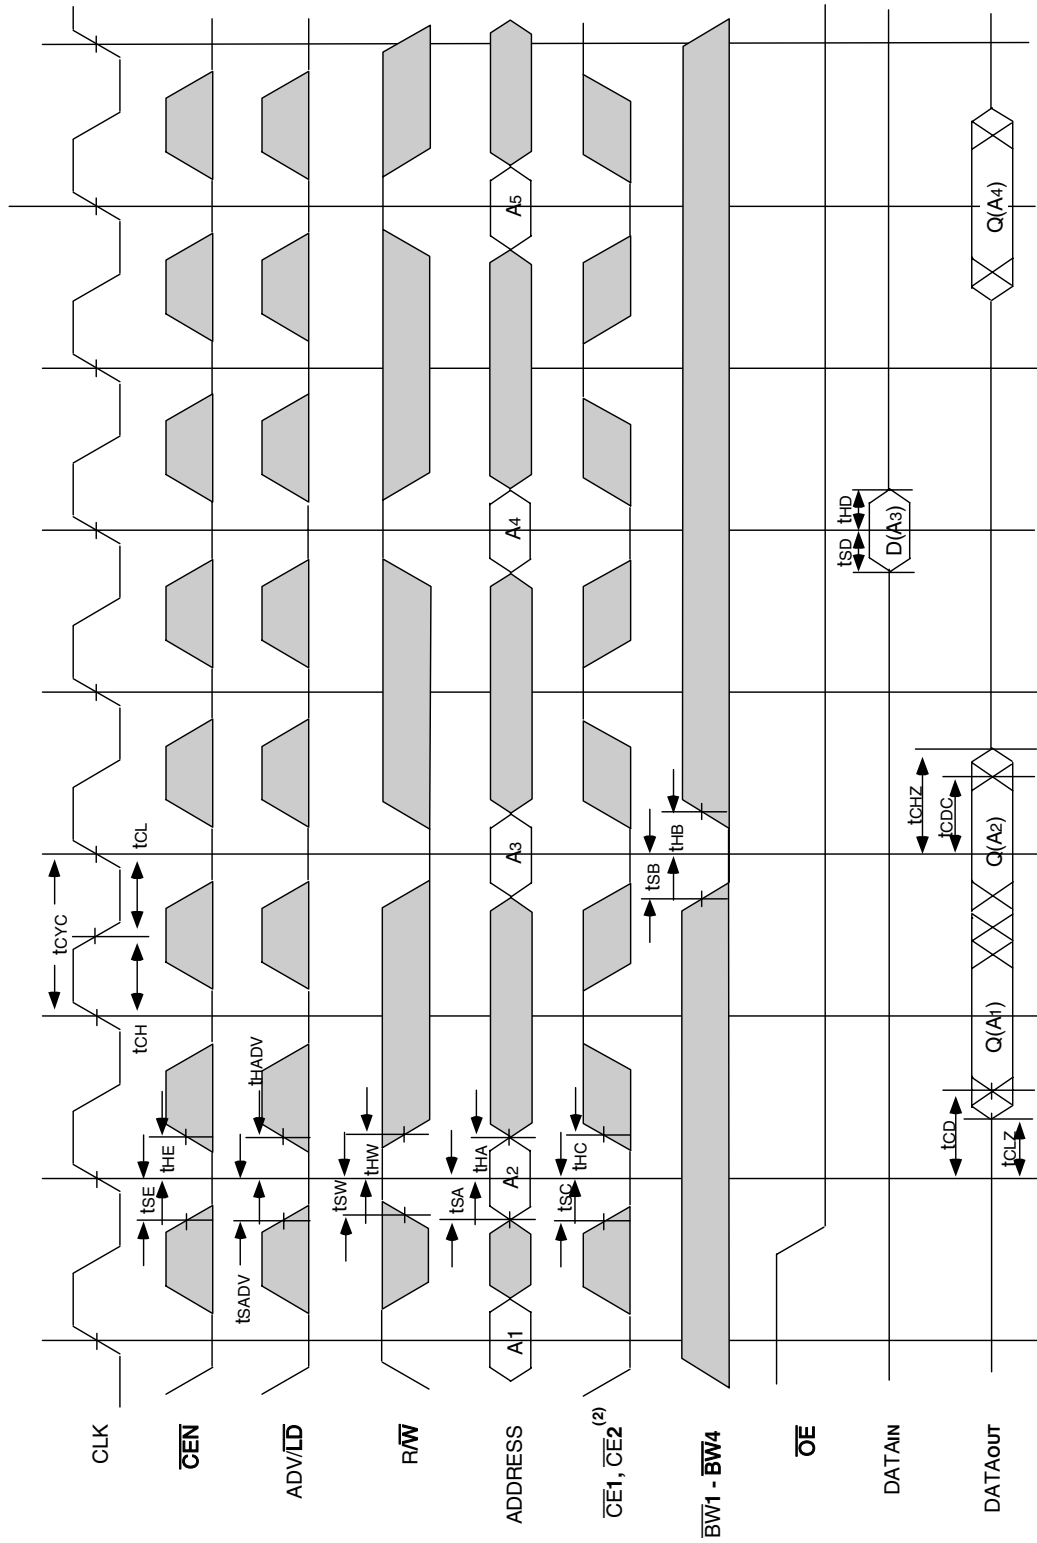 CLK
tCYC
tCH
tCL
CEN
tSE
tHE
ADV/LD
tSADV
tHADV
R/W
tSW
tHW
ADDRESS
A1
A2
A3
A4
A5
tSA
tHA
CE1, CE2(2)
tSC
tHC
BW1 - BW4
tSB
tHB
OE
DATAIN
D(A3)
tSD
tHD
DATAOUT
tCLZ
tCD
Q(A1)
Q(A2)
tCDC
tCHZ
Q(A4)